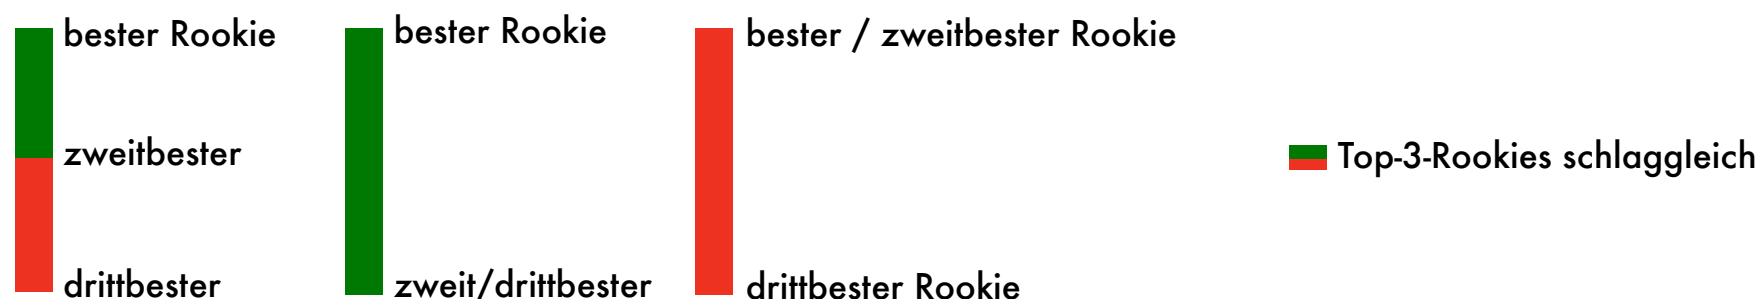 bester Rookie
zweitbester
drittbester
bester Rookie
zweit/drittbester
bester / zweitbester Rookie
drittbester Rookie
Top-3-Rookies schlaggleich